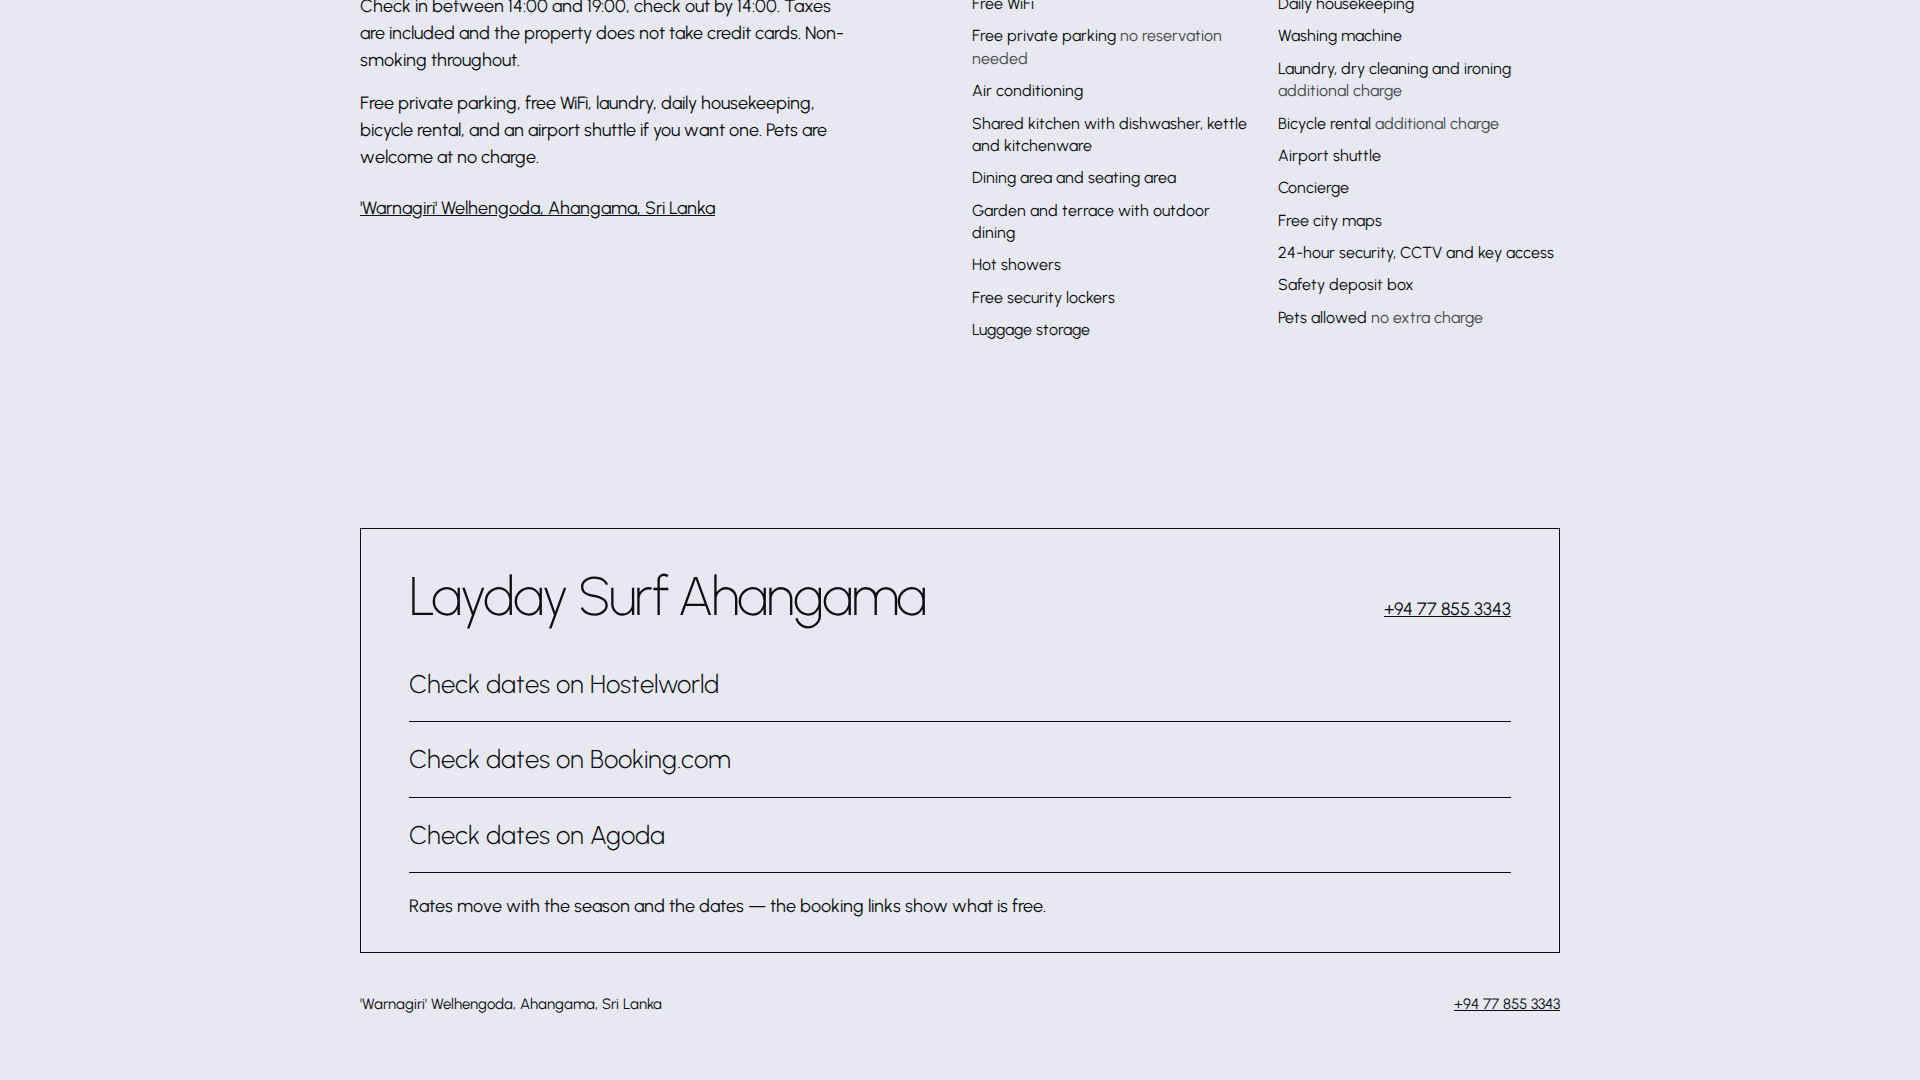 Check in between 14:00 and 19:00, check out by 14:00. Taxes
are included and the property does not take credit cards. Non-
smoking throughout.
Free private parking, free WiFi, laundry, daily housekeeping,
bicycle rental, and an airport shuttle if you want one. Pets are
welcome at no charge.
'Warnagiri' Welhengoda, Ahangama, Sri Lanka
Free WiFi
Free private parking no reservation
needed
Air conditioning
Shared kitchen with dishwasher, kettle
and kitchenware
Dining area and seating area
Garden and terrace with outdoor
dining
Hot showers
Free security lockers
Luggage storage
Daily housekeeping
Washing machine
Laundry, dry cleaning and ironing
additional charge
Bicycle rental additional charge
Airport shuttle
Concierge
Free city maps
24-hour security, CCTV and key access
Safety deposit box
Pets allowed no extra charge
Layday Surf Ahangama
+94 77 855 3343
Check dates on Hostelworld
Check dates on Booking.com
Check dates on Agoda
Rates move with the season and the dates — the booking links show what is free.
'Warnagiri' Welhengoda, Ahangama, Sri Lanka
+94 77 855 3343